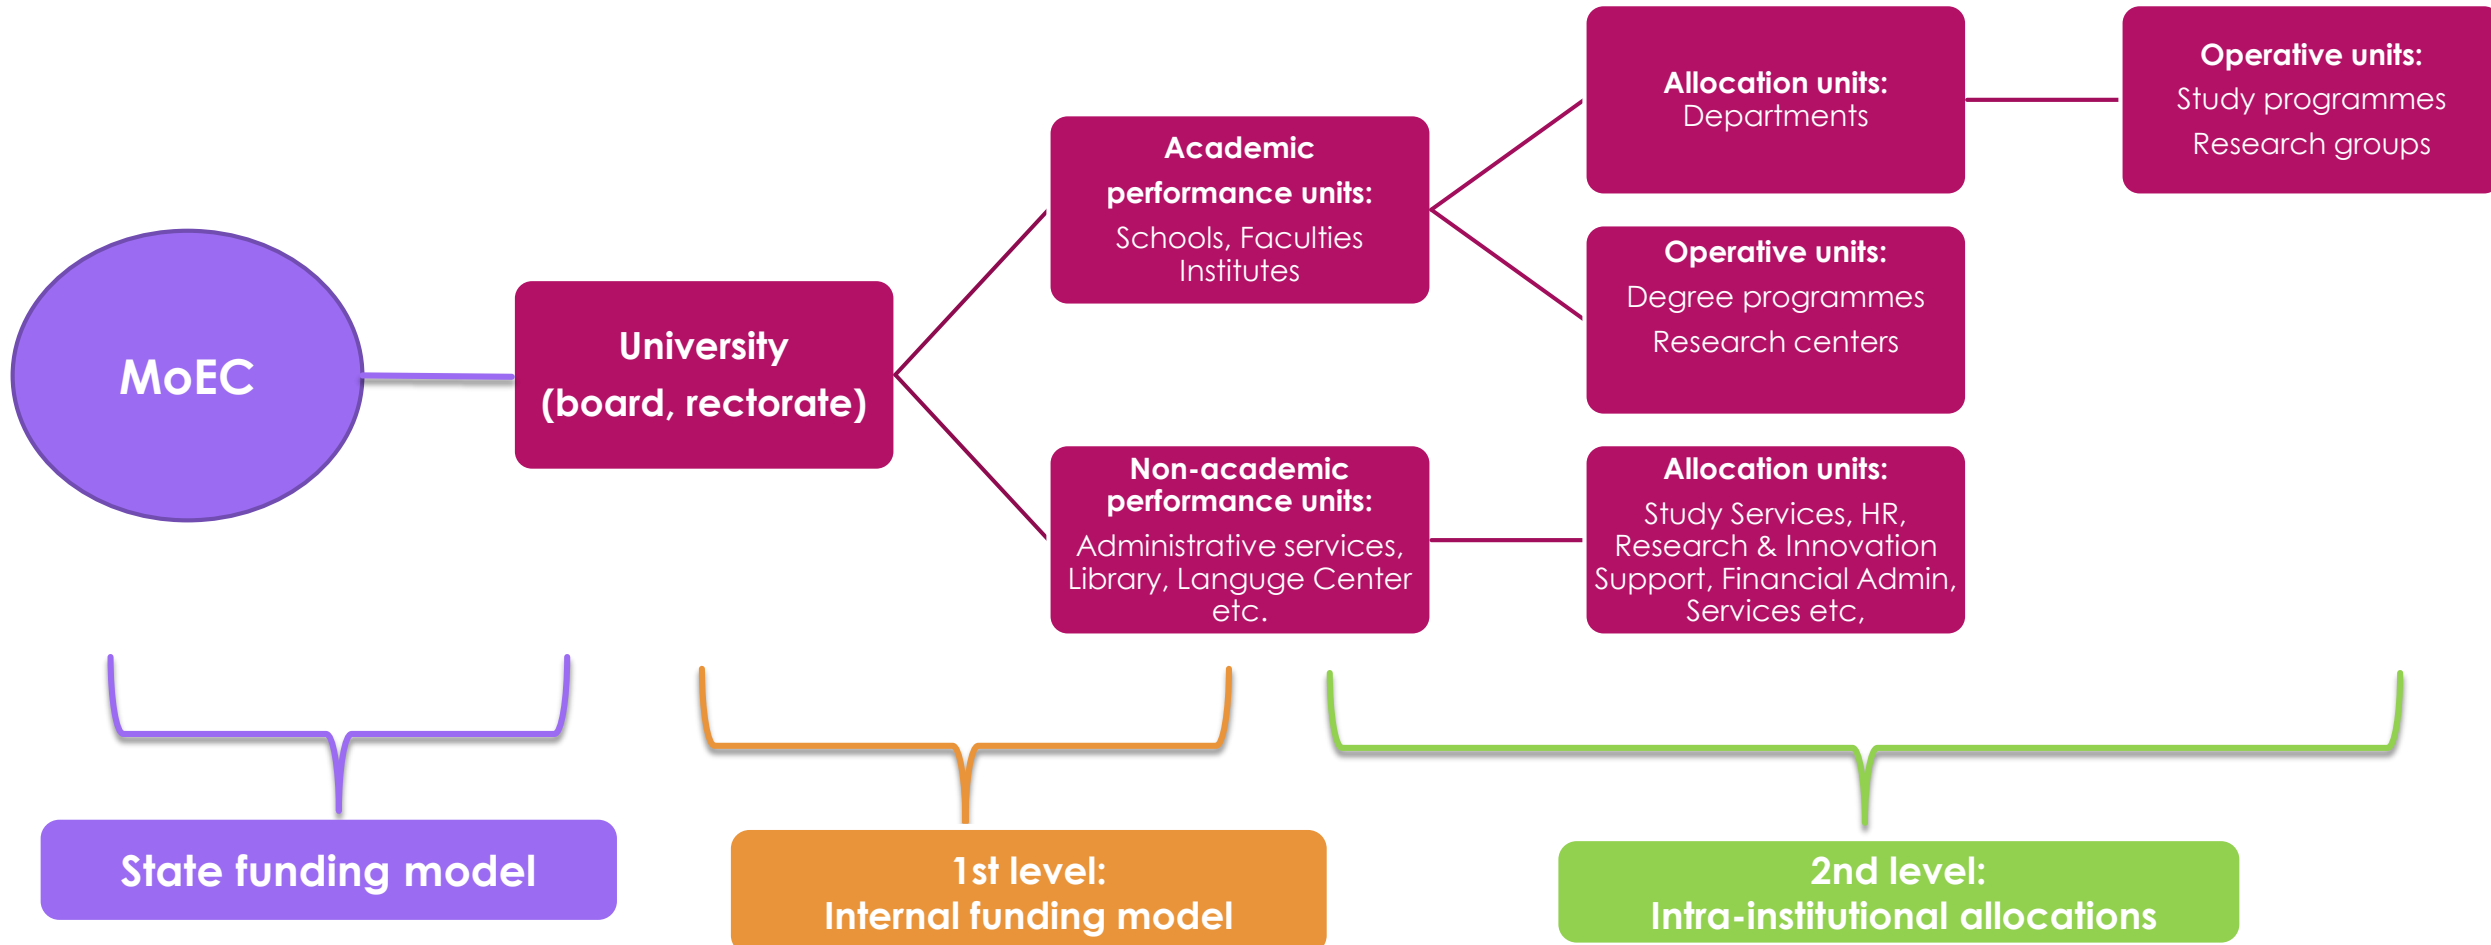 MoEC
University
(board, rectorate)
Academic
performance units:
Schools, Faculties
Institutes
Non-academic
performance units:
Administrative services,
Library, Languge Center
etc.
Allocation units:
Departments
Operative units:
Degree programmes
Research centers
Allocation units:
Study Services, HR,
Research & Innovation
Support, Financial Admin,
Services etc,
Operative units:
Study programmes
Research groups
State funding model
1st level:
Internal funding model
2nd level:
Intra-institutional allocations